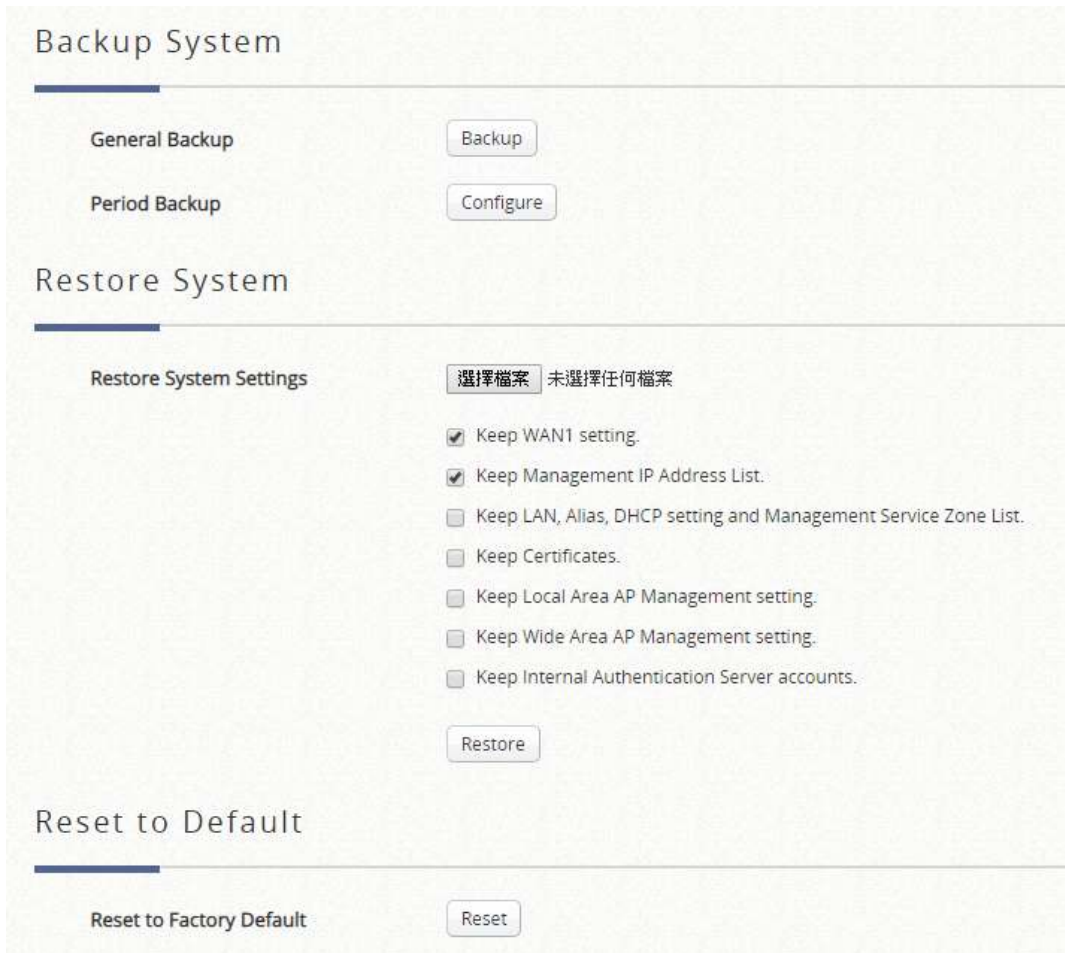 Backup System
General Backup Backup
Period Backup Configure
Restore System
Restore System Settings 選擇檔案 未選擇任何檔案
Keep WAN1 setting.
Keep Management IP Address List.
Keep LAN, Alias, DHCP setting and Management Service Zone List.
Keep Certificates.
Keep Local Area AP Management setting.
Keep Wide Area AP Management setting.
Keep Internal Authentication Server accounts.
Restore
Reset to Default
Reset to Factory Default Reset